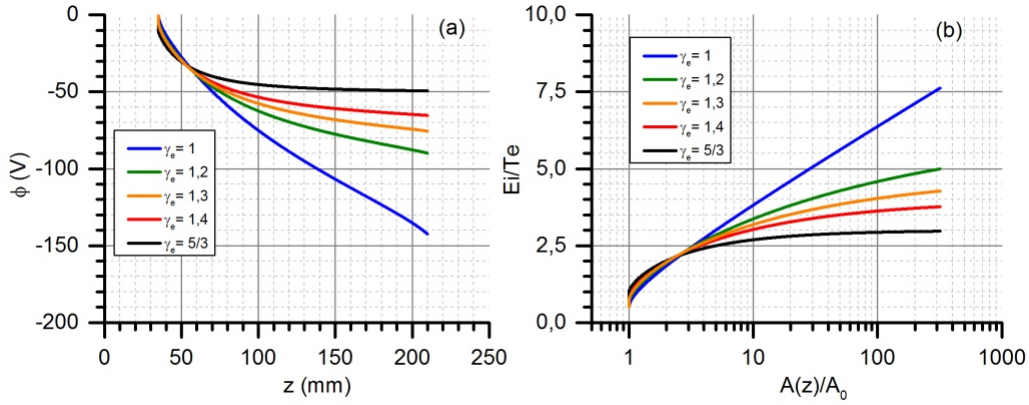 (a)
0
-50
-100
-150
-200
ϕ (V)
γe = 1
γe = 1,2
γe = 1,3
γe = 1,4
γe = 5/3
0 50 100 150 200 250
z (mm)
(b)
10,0
7,5
5,0
2,5
0,0
Ei/Te
γe = 1
γe = 1,2
γe = 1,3
γe = 1,4
γe = 5/3
1 10 100 1000
A(z)/A0